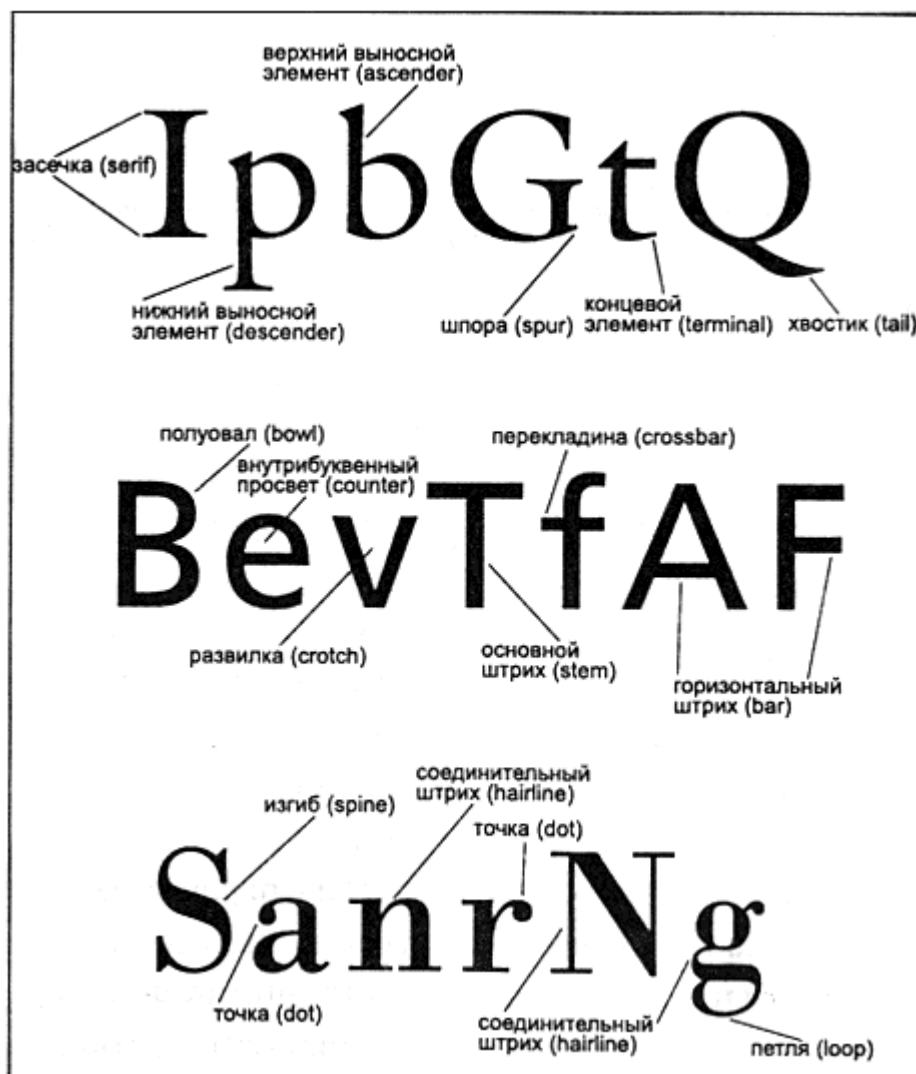 верхний выносной
элемент (ascender)
IpbGtQ
засечка (serif)
нижний выносной
элемент (descender)
шпора (spur)
концевой
элемент (terminal)
хвостик (tail)
полуовал (bowl)
перекладина (crossbar)
внутрибуквенный
просвет (counter)
BevTfAF
развилка (crotch)
основной
штрих (stem)
горизонтальный
штрих (bar)
соединительный
штрих (hairline)
изгиб (spine)
точка (dot)
SanrNg
точка (dot)
соединительный
штрих (hairline)
петля (loop)